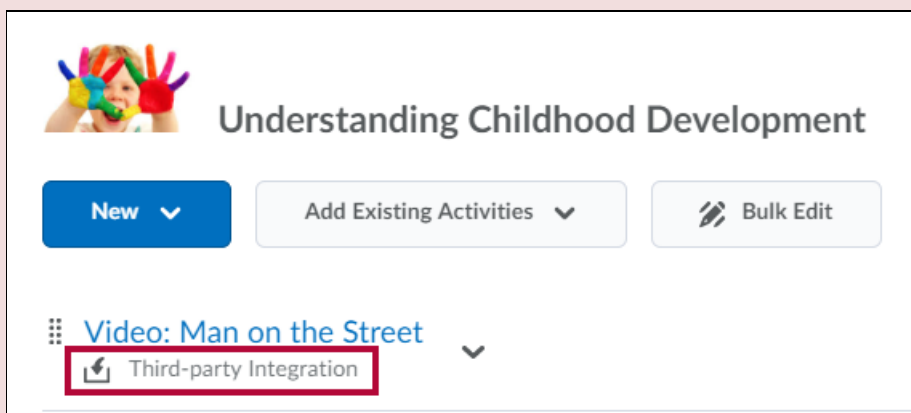 Understanding Childhood Development
New
Add Existing Activities
Bulk Edit
Video: Man on the Street
Third-party Integration